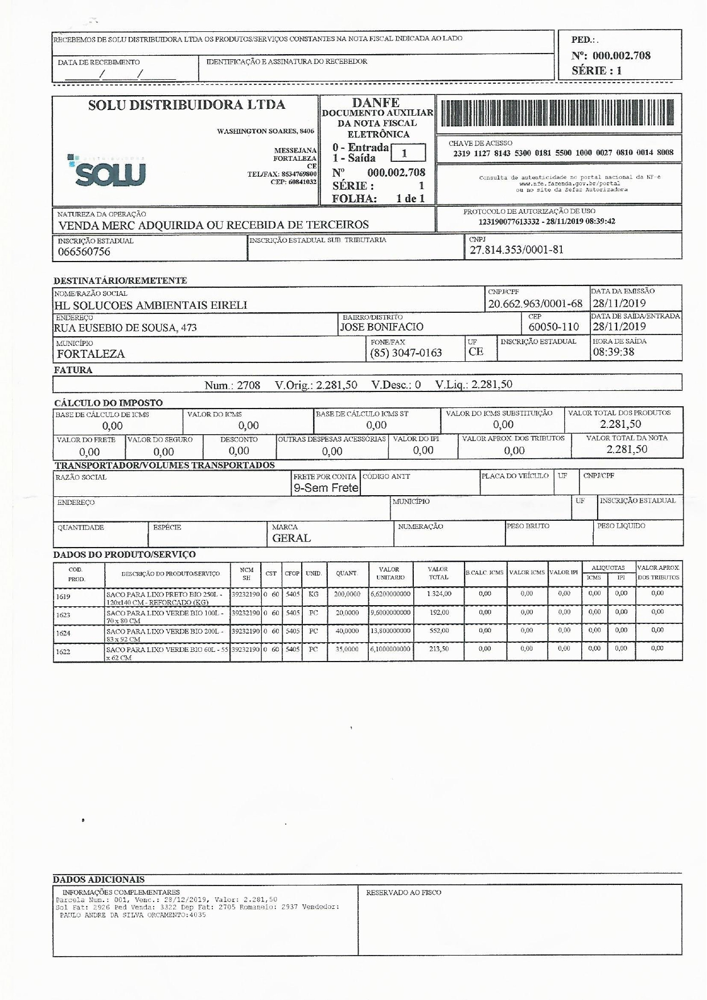 RECEBEMOS DE SOLU DISTRIBUIDORA LTDA OS PRODUTOS/SERVIÇOS CONSTANTES NA NOTA FISCAL INDICADA AO LADO
DATA DE RECEBIMENTO
IDENTIFICAÇÃO E ASSINATURA DO RECEBEDOR
/ /
PED.: .
Nº: 000.002.708
SÉRIE : 1
SOLU DISTRIBUIDORA LTDA
WASHINGTON SOARES, 8406
MESSEJANA
FORTALEZA
CE
TEL/FAX: 8534769800
CEP: 60841032
DISTRIBUIDORA
SOLU
DANFE
DOCUMENTO AUXILIAR
DA NOTA FISCAL
ELETRÔNICA
0 - Entrada
1 - Saída
1
Nº 000.002.708
SÉRIE : 1
FOLHA: 1 de 1
CHAVE DE ACESSO
2319 1127 8143 5300 0181 5500 1000 0027 0810 0014 8008
Consulta de autenticidade no portal nacional da NF-e
www.nfe.fazenda.gov.br/portal
ou no site da Sefaz Autorizadora
NATUREZA DA OPERAÇÃO
VENDA MERC ADQUIRIDA OU RECEBIDA DE TERCEIROS
PROTOCOLO DE AUTORIZAÇÃO DE USO
123190077613332 - 28/11/2019 08:39:42
INSCRIÇÃO ESTADUAL
066560756
INSCRIÇÃO ESTADUAL SUB. TRIBUTARIA
CNPJ
27.814.353/0001-81
DESTINATÁRIO/REMETENTE
NOME/RAZÃO SOCIAL
HL SOLUCOES AMBIENTAIS EIRELI
CNPJ/CPF
20.662.963/0001-68
DATA DA EMISSÃO
28/11/2019
ENDEREÇO
RUA EUSEBIO DE SOUSA, 473
BAIRRO/DISTRITO
JOSE BONIFACIO
CEP
60050-110
DATA DE SAÍDA/ENTRADA
28/11/2019
MUNICÍPIO
FORTALEZA
FONE/FAX
(85) 3047-0163
UF
CE
INSCRIÇÃO ESTADUAL
HORA DE SAÍDA
08:39:38
FATURA
Num.: 2708 V.Orig.: 2.281,50 V.Desc.: 0 V.Liq.: 2.281,50
CÁLCULO DO IMPOSTO
BASE DE CÁLCULO DE ICMS
0,00
VALOR DO ICMS
0,00
BASE DE CÁLCULO ICMS ST
0,00
VALOR DO ICMS SUBSTITUIÇÃO
0,00
VALOR TOTAL DOS PRODUTOS
2.281,50
VALOR DO FRETE
0,00
VALOR DO SEGURO
0,00
DESCONTO
0,00
OUTRAS DESPESAS ACESSÓRIAS
0,00
VALOR DO IPI
0,00
VALOR APROX. DOS TRIBUTOS
0,00
VALOR TOTAL DA NOTA
2.281,50
TRANSPORTADOR/VOLUMES TRANSPORTADOS
RAZÃO SOCIAL
FRETE POR CONTA
9-Sem Frete
CÓDIGO ANTT
PLACA DO VEÍCULO
UF
CNPJ/CPF
ENDEREÇO
MUNICÍPIO
UF
INSCRIÇÃO ESTADUAL
QUANTIDADE
ESPÉCIE
MARCA
GERAL
NUMERAÇÃO
PESO BRUTO
PESO LIQUIDO
DADOS DO PRODUTO/SERVIÇO
COD. PROD. DESCRIÇÃO DO PRODUTO/SERVIÇO NCM SH CST CFOP UNID. QUANT. VALOR UNITARIO VALOR TOTAL B.CALC. ICMS VALOR ICMS VALOR IPI ALIQUOTAS ICMS IPI VALOR APROX. DOS TRIBUTOS
1619 SACO PARA LIXO PRETO BIO 250L - 39232190 0 60 5405 KG 200,0000 6,6200000000 1.324,00 0,00 0,00 0,00 0,00 0,00 0,00
120x140 CM - REFORCADO (KG)
1623 SACO PARA LIXO VERDE BIO 100L - 39232190 0 60 5405 PC 20,0000 9,6000000000 192,00 0,00 0,00 0,00 0,00 0,00 0,00
70 x 80 CM
1624 SACO PARA LIXO VERDE BIO 200L - 39232190 0 60 5405 PC 40,0000 13,800000000 552,00 0,00 0,00 0,00 0,00 0,00 0,00
83 x 92 CM
1622 SACO PARA LIXO VERDE BIO 60L - 55 39232190 0 60 5405 PC 35,0000 6,1000000000 213,50 0,00 0,00 0,00 0,00 0,00 0,00
x 62 CM
DADOS ADICIONAIS
INFORMAÇÕES COMPLEMENTARES
Parcela Num.: 001, Venc.: 28/12/2019, Valor: 2.281,50
Sol Fat: 2926 Ped Venda: 3322 Dep Fat: 2705 Romaneio: 2937 Vendedor:
PAULO ANDRE DA SILVA ORCAMENTO:4035
RESERVADO AO FISCO